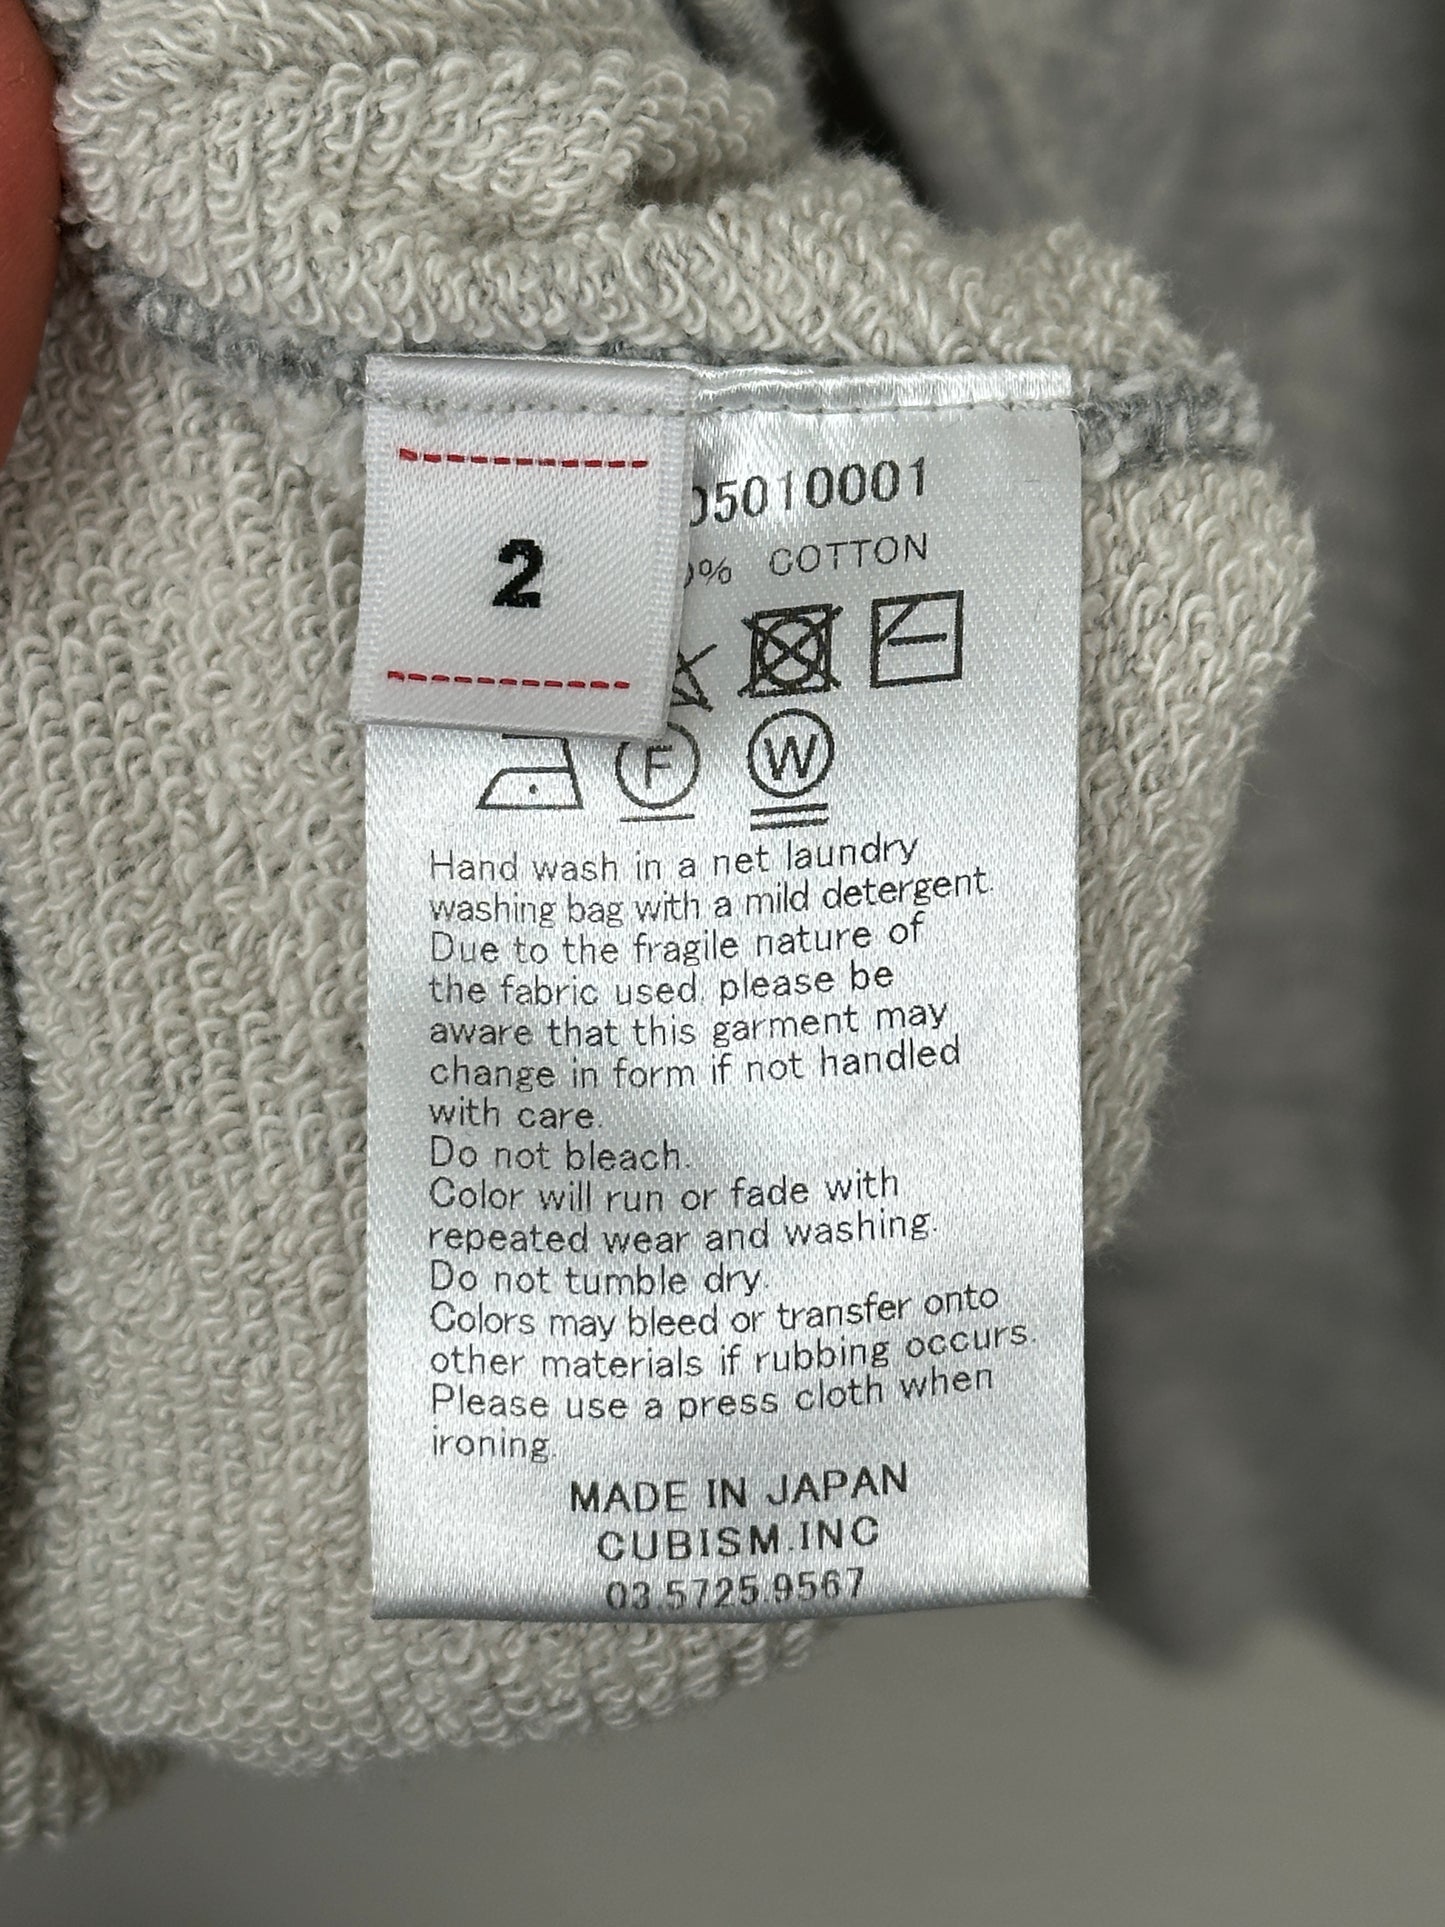 2
5010001
% COTTON
F W
Hand wash in a net laundry
washing bag with a mild detergent.
Due to the fragile nature of
the fabric used, please be
aware that this garment may
change in form if not handled
with care.
Do not bleach.
Color will run or fade with
repeated wear and washing.
Do not tumble dry.
Colors may bleed or transfer onto
other materials if rubbing occurs.
Please use a press cloth when
ironing.
MADE IN JAPAN
CUBISM.INC
03.5725.9567